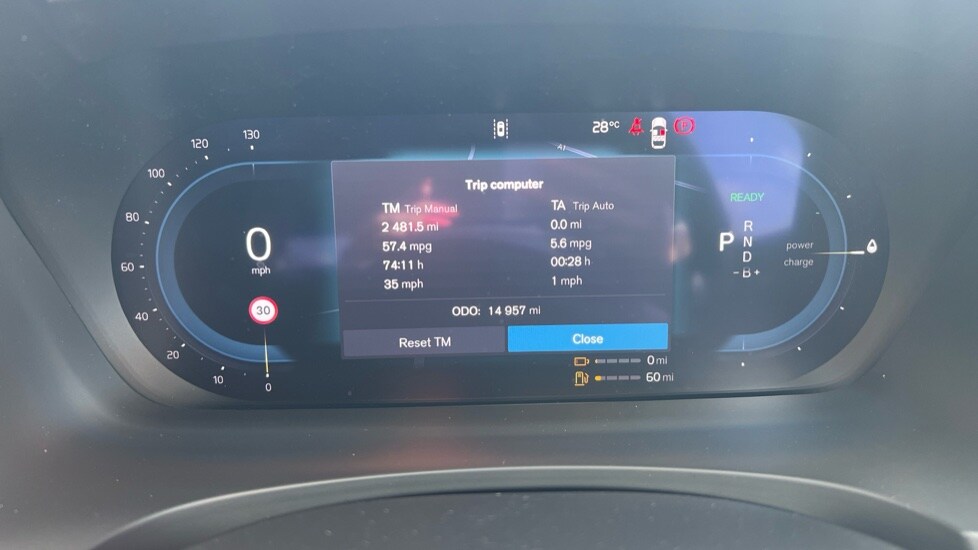 130
120
28°C
100
Trip computer
TM Trip Manual
TA Trip Auto
READY
2 481.5 mi
0.0 mi
80
57.4 mpg
5.6 mpg
R
P N
D
-B+
0
mph
power
charge
60
74:11 h
00:28 h
35 mph
1 mph
30
ODO: 14 957 mi
40
Reset TM
Close
20
0 mi
10
60 mi
0